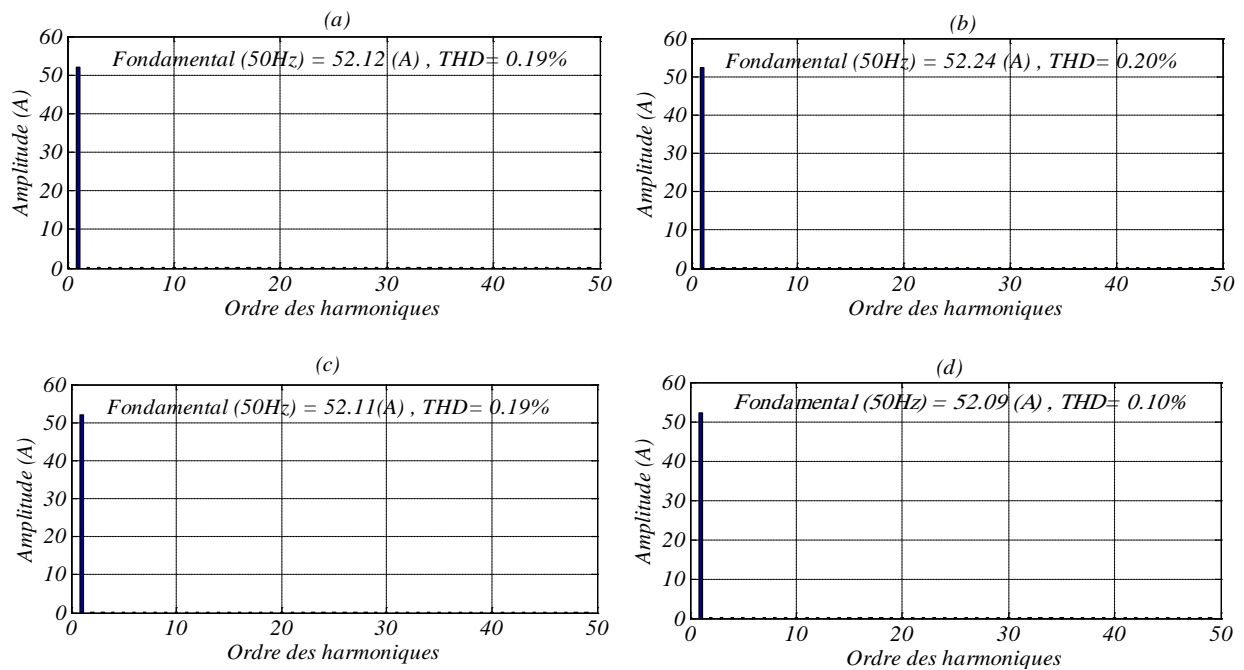 (a)
Fondamental (50Hz) = 52.12 (A) , THD= 0.19%
Amplitude (A)
60
50
40
30
20
10
0
0 10 20 30 40 50
Ordre des harmoniques
(b)
Fondamental (50Hz) = 52.24 (A) , THD= 0.20%
Amplitude (A)
60
50
40
30
20
10
0
0 10 20 30 40 50
Ordre des harmoniques
(c)
Fondamental (50Hz) = 52.11(A) , THD= 0.19%
Amplitude (A)
60
50
40
30
20
10
0
0 10 20 30 40 50
Ordre des harmoniques
(d)
Fondamental (50Hz) = 52.09 (A) , THD= 0.10%
Amplitude (A)
60
50
40
30
20
10
0
0 10 20 30 40 50
Ordre des harmoniques